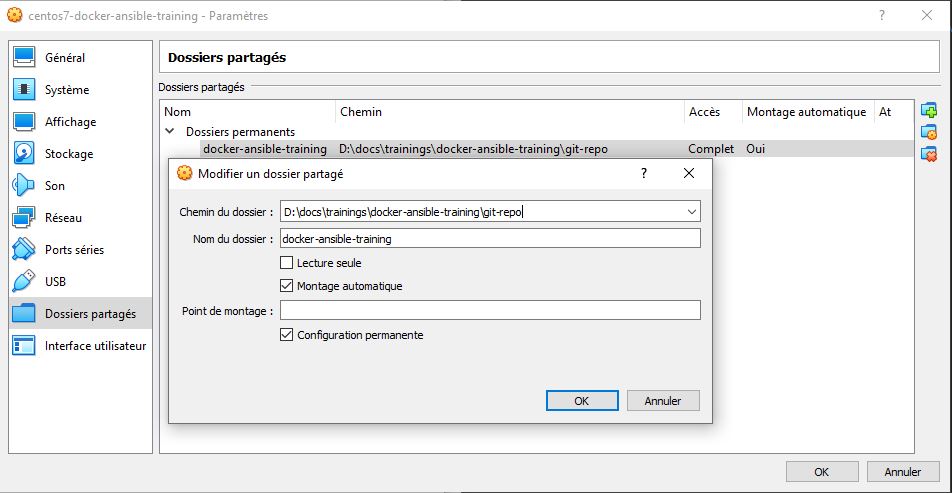 centos7-docker-ansible-training - Paramètres
?
Général
Système
Affichage
Stockage
Son
Réseau
Ports séries
USB
Dossiers partagés
Interface utilisateur
Dossiers partagés
Dossiers partagés
Nom Chemin Accès Montage automatique At
Dossiers permanents
docker-ansible-training D:\docs\trainings\docker-ansible-training\git-repo Complet Oui
Modifier un dossier partagé
?
Chemin du dossier : D:\docs\trainings\docker-ansible-training\git-repo
Nom du dossier : docker-ansible-training
Lecture seule
Montage automatique
Point de montage :
Configuration permanente
OK Annuler
OK Annuler